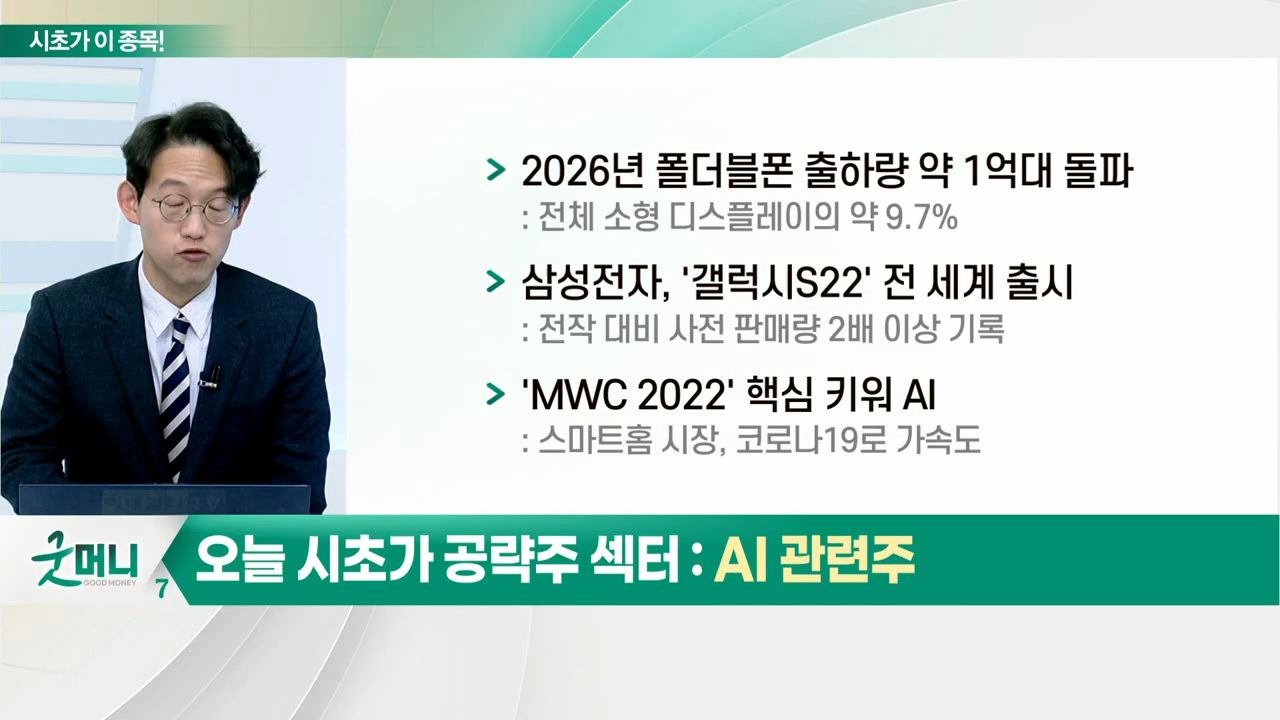 시초가 이 종목!
> 2026년 폴더블폰 출하량 약 1억대 돌파
: 전체 소형 디스플레이의 약 9.7%
> 삼성전자, '갤럭시S22' 전 세계 출시
: 전작 대비 사전 판매량 2배 이상 기록
> 'MWC 2022' 핵심 키워 AI
: 스마트홈 시장, 코로나19로 가속도
굿머니
GOOD MONEY
7
오늘 시초가 공략주 섹터 : AI 관련주